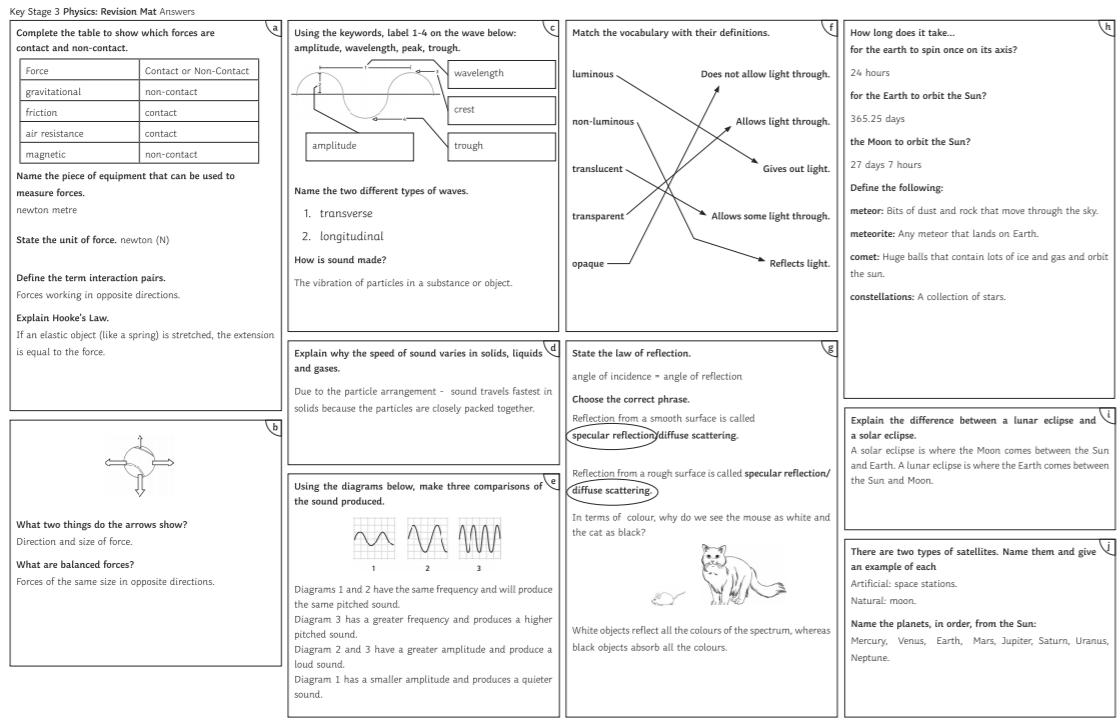 Key Stage 3 Physics: Revision Mat Answers
a
Complete the table to show which forces are
contact and non-contact.
Force Contact or Non-Contact
gravitational non-contact
friction contact
air resistance contact
magnetic non-contact
Name the piece of equipment that can be used to
measure forces.
newton metre
State the unit of force. newton (N)
Define the term interaction pairs.
Forces working in opposite directions.
Explain Hooke's Law.
If an elastic object (like a spring) is stretched, the extension
is equal to the force.
b
What two things do the arrows show?
Direction and size of force.
What are balanced forces?
Forces of the same size in opposite directions.
c
Using the keywords, label 1-4 on the wave below:
amplitude, wavelength, peak, trough.
wavelength
crest
amplitude
trough
Name the two different types of waves.
1. transverse
2. longitudinal
How is sound made?
The vibration of particles in a substance or object.
d
Explain why the speed of sound varies in solids, liquids
and gases.
Due to the particle arrangement - sound travels fastest in
solids because the particles are closely packed together.
e
Using the diagrams below, make three comparisons of
the sound produced.
1 2 3
Diagrams 1 and 2 have the same frequency and will produce
the same pitched sound.
Diagram 3 has a greater frequency and produces a higher
pitched sound.
Diagram 2 and 3 have a greater amplitude and produce a
loud sound.
Diagram 1 has a smaller amplitude and produces a quieter
sound.
f
Match the vocabulary with their definitions.
luminous Does not allow light through.
non-luminous Allows light through.
translucent Gives out light.
transparent Allows some light through.
opaque Reflects light.
g
State the law of reflection.
angle of incidence = angle of reflection
Choose the correct phrase.
Reflection from a smooth surface is called
specular reflection/diffuse scattering.
Reflection from a rough surface is called specular reflection/
diffuse scattering.
In terms of colour, why do we see the mouse as white and
the cat as black?
White objects reflect all the colours of the spectrum, whereas
black objects absorb all the colours.
h
How long does it take...
for the earth to spin once on its axis?
24 hours
for the Earth to orbit the Sun?
365.25 days
the Moon to orbit the Sun?
27 days 7 hours
Define the following:
meteor: Bits of dust and rock that move through the sky.
meteorite: Any meteor that lands on Earth.
comet: Huge balls that contain lots of ice and gas and orbit
the sun.
constellations: A collection of stars.
i
Explain the difference between a lunar eclipse and
a solar eclipse.
A solar eclipse is where the Moon comes between the Sun
and Earth. A lunar eclipse is where the Earth comes between
the Sun and Moon.
j
There are two types of satellites. Name them and give
an example of each
Artificial: space stations.
Natural: moon.
Name the planets, in order, from the Sun:
Mercury, Venus, Earth, Mars, Jupiter, Saturn, Uranus,
Neptune.